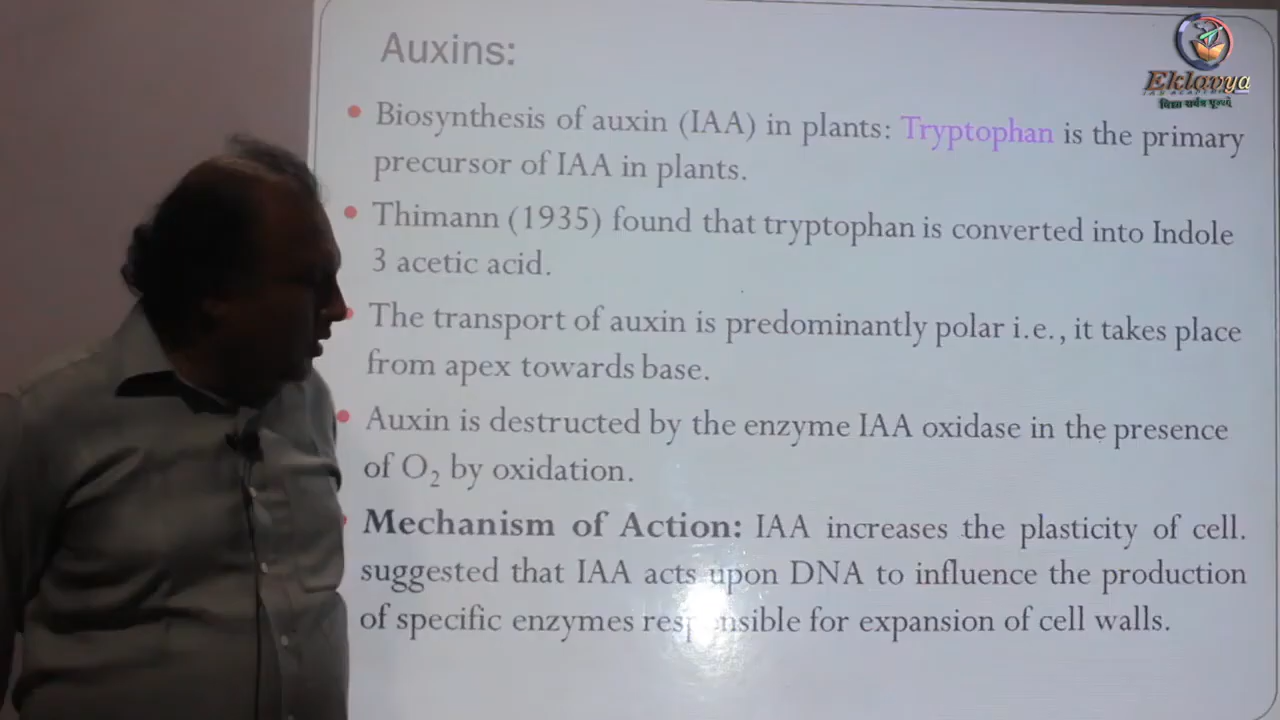 Auxins:
Eklavya
Biosynthesis of auxin (IAA) in plants: Tryptophan is the primary
precursor of IAA in plants.
Thimann (1935) found that tryptophan is converted into Indole
3 acetic acid.
The transport of auxin is predominantly polar i.e., it takes place
from apex towards base.
Auxin is destructed by the enzyme IAA oxidase in the presence
of O₂ by oxidation.
Mechanism of Action: IAA increases the plasticity of cell.
suggested that IAA acts upon DNA to influence the production
of specific enzymes responsible for expansion of cell walls.